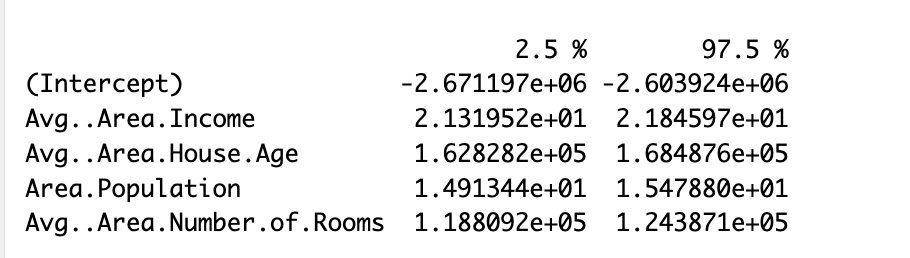 2.5 % 97.5 %
(Intercept) -2.671197e+06 -2.603924e+06
Avg..Area.Income 2.131952e+01 2.184597e+01
Avg..Area.House.Age 1.628282e+05 1.684876e+05
Area.Population 1.491344e+01 1.547880e+01
Avg..Area.Number.of.Rooms 1.188092e+05 1.243871e+05